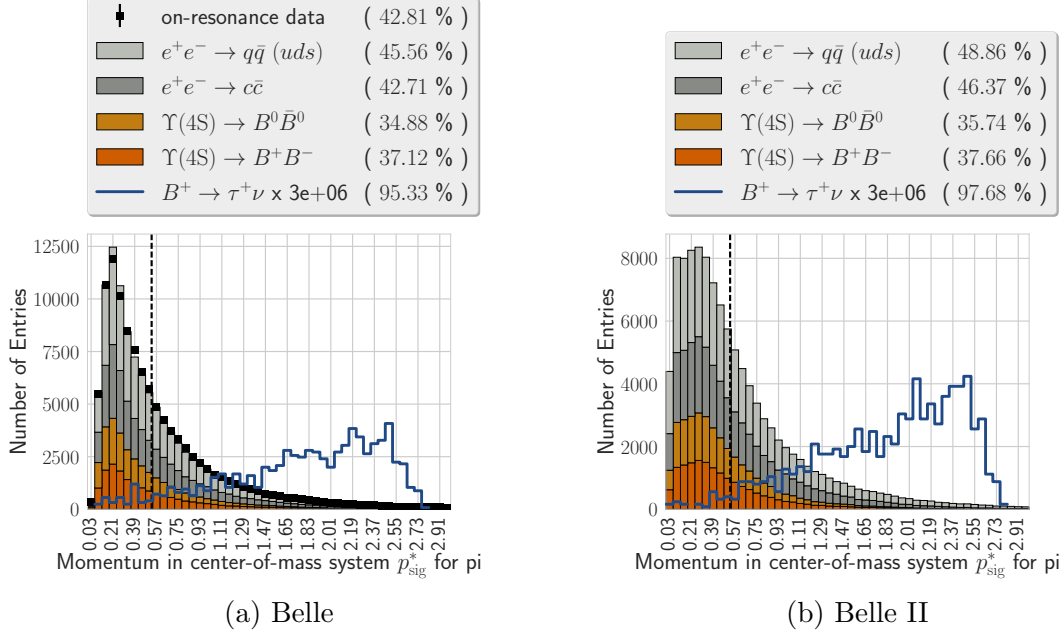 on-resonance data ( 42.81 % )
e⁺e⁻ → qq̄ (uds) ( 45.56 % )
e⁺e⁻ → cc̄ ( 42.71 % )
Υ(4S) → B⁰B̄⁰ ( 34.88 % )
Υ(4S) → B⁺B⁻ ( 37.12 % )
B⁺ → τ⁺ν x 3e+06 ( 95.33 % )
12500
10000
7500
5000
2500
0
Number of Entries
0.03 0.21 0.39 0.57 0.75 0.93 1.11 1.29 1.47 1.65 1.83 2.01 2.19 2.37 2.55 2.73 2.91
Momentum in center-of-mass system p*sig for pi
(a) Belle
e⁺e⁻ → qq̄ (uds) ( 48.86 % )
e⁺e⁻ → cc̄ ( 46.37 % )
Υ(4S) → B⁰B̄⁰ ( 35.74 % )
Υ(4S) → B⁺B⁻ ( 37.66 % )
B⁺ → τ⁺ν x 3e+06 ( 97.68 % )
8000
6000
4000
2000
0
Number of Entries
0.03 0.21 0.39 0.57 0.75 0.93 1.11 1.29 1.47 1.65 1.83 2.01 2.19 2.37 2.55 2.73 2.91
Momentum in center-of-mass system p*sig for pi
(b) Belle II